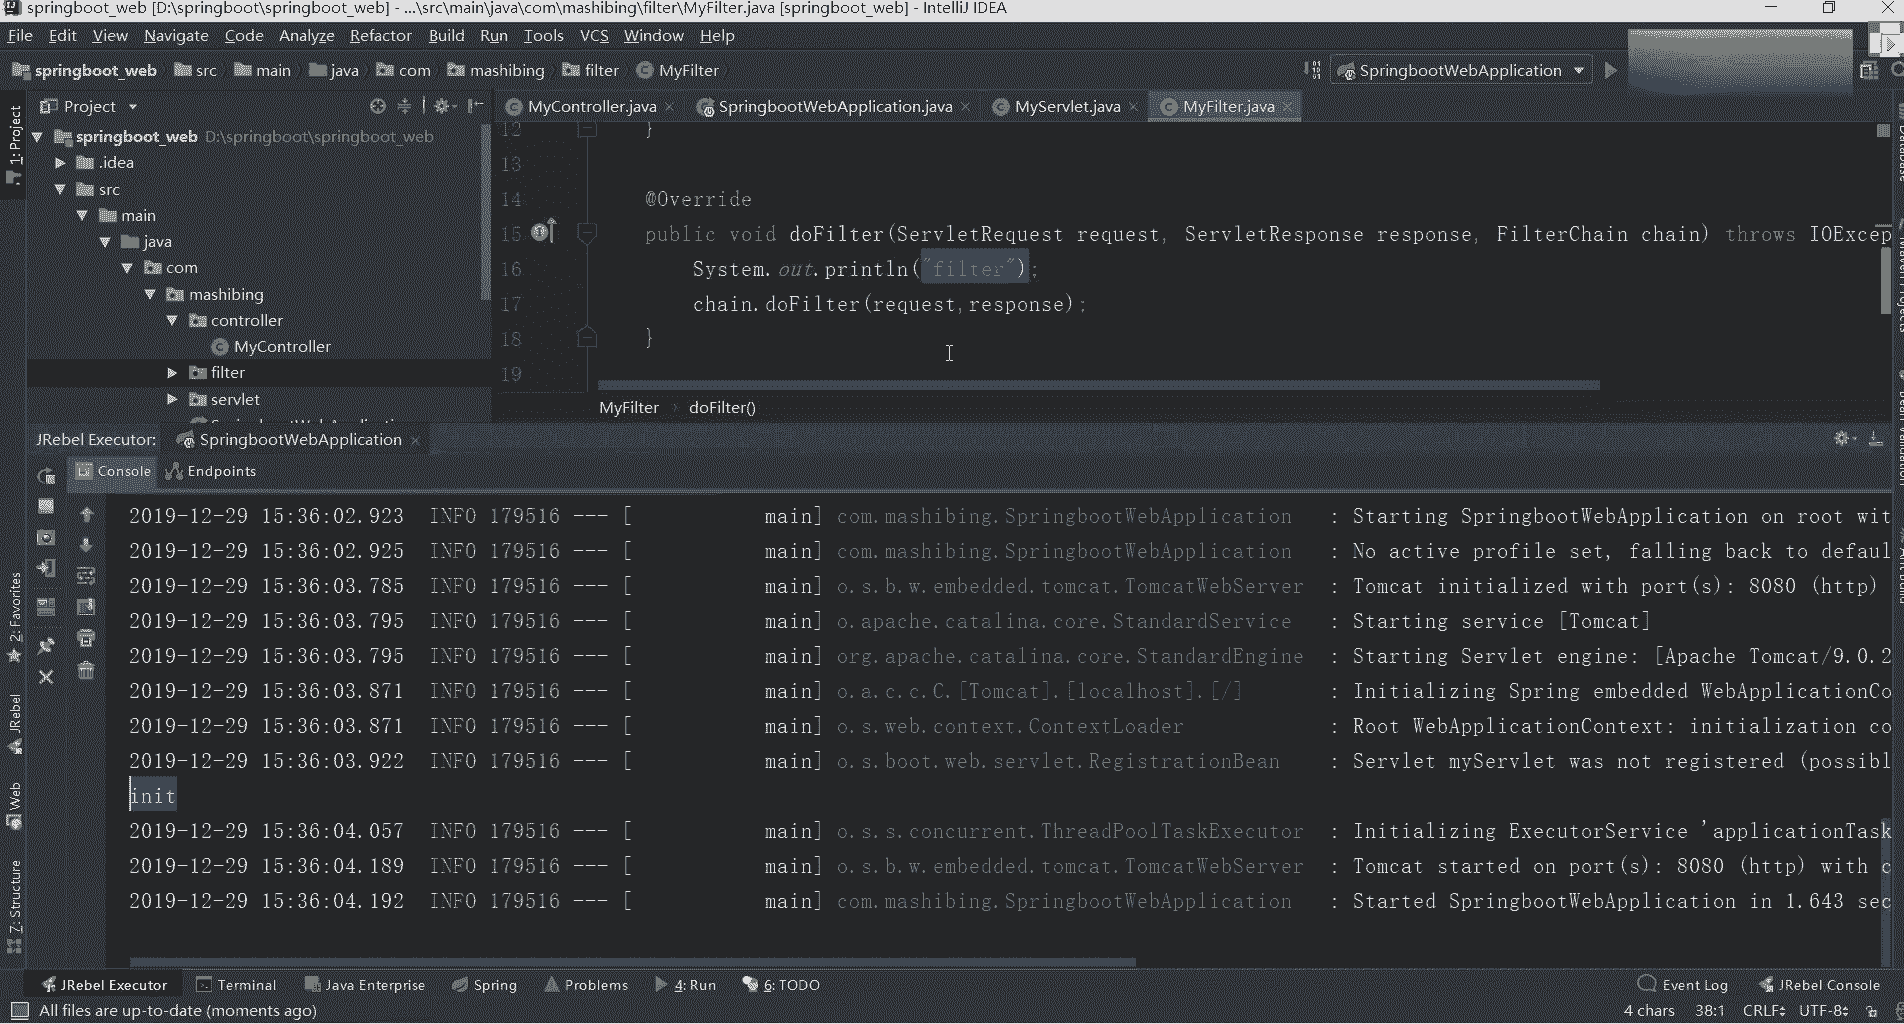 springboot_web [D:\springboot\springboot_web] - ...\src\main\java\com\mashibing\filter\MyFilter.java [springboot_web] - IntelliJ IDEA
File Edit View Navigate Code Analyze Refactor Build Run Tools VCS Window Help
springboot_web src main java com mashibing filter MyFilter
SpringbootWebApplication
Project
MyController.java SpringbootWebApplication.java MyServlet.java MyFilter.java
springboot_web D:\springboot\springboot_web
.idea
src
main
java
com
mashibing
controller
MyController
filter
servlet
12 }
13
14 @Override
15 public void doFilter(ServletRequest request, ServletResponse response, FilterChain chain) throws IOExcep
16 System.out.println("filter");
17 chain.doFilter(request,response);
18 }
19
MyFilter doFilter()
JRebel Executor: SpringbootWebApplication
Console Endpoints
2019-12-29 15:36:02.923 INFO 179516 --- [ main] com.mashibing.SpringbootWebApplication : Starting SpringbootWebApplication on root wit
2019-12-29 15:36:02.925 INFO 179516 --- [ main] com.mashibing.SpringbootWebApplication : No active profile set, falling back to defaul
2019-12-29 15:36:03.785 INFO 179516 --- [ main] o.s.b.w.embedded.tomcat.TomcatWebServer : Tomcat initialized with port(s): 8080 (http)
2019-12-29 15:36:03.795 INFO 179516 --- [ main] o.apache.catalina.core.StandardService : Starting service [Tomcat]
2019-12-29 15:36:03.795 INFO 179516 --- [ main] org.apache.catalina.core.StandardEngine : Starting Servlet engine: [Apache Tomcat/9.0.2
2019-12-29 15:36:03.871 INFO 179516 --- [ main] o.a.c.c.C.[Tomcat].[localhost].[/] : Initializing Spring embedded WebApplicationCo
2019-12-29 15:36:03.871 INFO 179516 --- [ main] o.s.web.context.ContextLoader : Root WebApplicationContext: initialization co
2019-12-29 15:36:03.922 INFO 179516 --- [ main] o.s.boot.web.servlet.RegistrationBean : Servlet myServlet was not registered (possibl
init
2019-12-29 15:36:04.057 INFO 179516 --- [ main] o.s.s.concurrent.ThreadPoolTaskExecutor : Initializing ExecutorService 'applicationTask
2019-12-29 15:36:04.189 INFO 179516 --- [ main] o.s.b.w.embedded.tomcat.TomcatWebServer : Tomcat started on port(s): 8080 (http) with c
2019-12-29 15:36:04.192 INFO 179516 --- [ main] com.mashibing.SpringbootWebApplication : Started SpringbootWebApplication in 1.643 sec
1: Project
2: Favorites
JRebel
Web
7: Structure
JRebel Executor Terminal Java Enterprise Spring Problems 4: Run 6: TODO Event Log JRebel Console
All files are up-to-date (moments ago) 4 chars 38:1 CRLF UTF-8